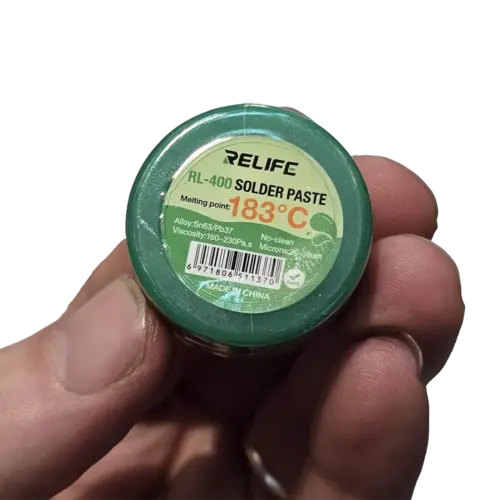 RELIFE
RL-400 SOLDER PASTE
Melting point: 183°C
Alloy:Sn63/Pb37
No-clean
Viscosity:160-230Pa.s
Microns:20-38um
6 971806 511370
MADE IN CHINA